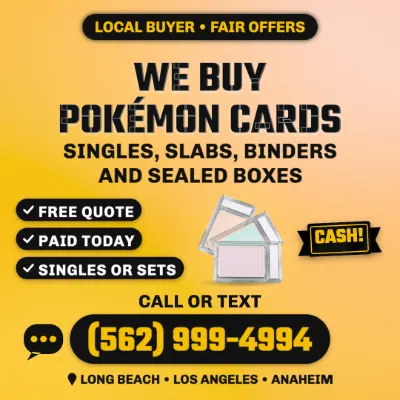 LOCAL BUYER • FAIR OFFERS
WE BUY
POKÉMON CARDS
SINGLES, SLABS, BINDERS
AND SEALED BOXES
FREE QUOTE
PAID TODAY
SINGLES OR SETS
CASH!
CALL OR TEXT
(562) 999-4994
LONG BEACH • LOS ANGELES • ANAHEIM